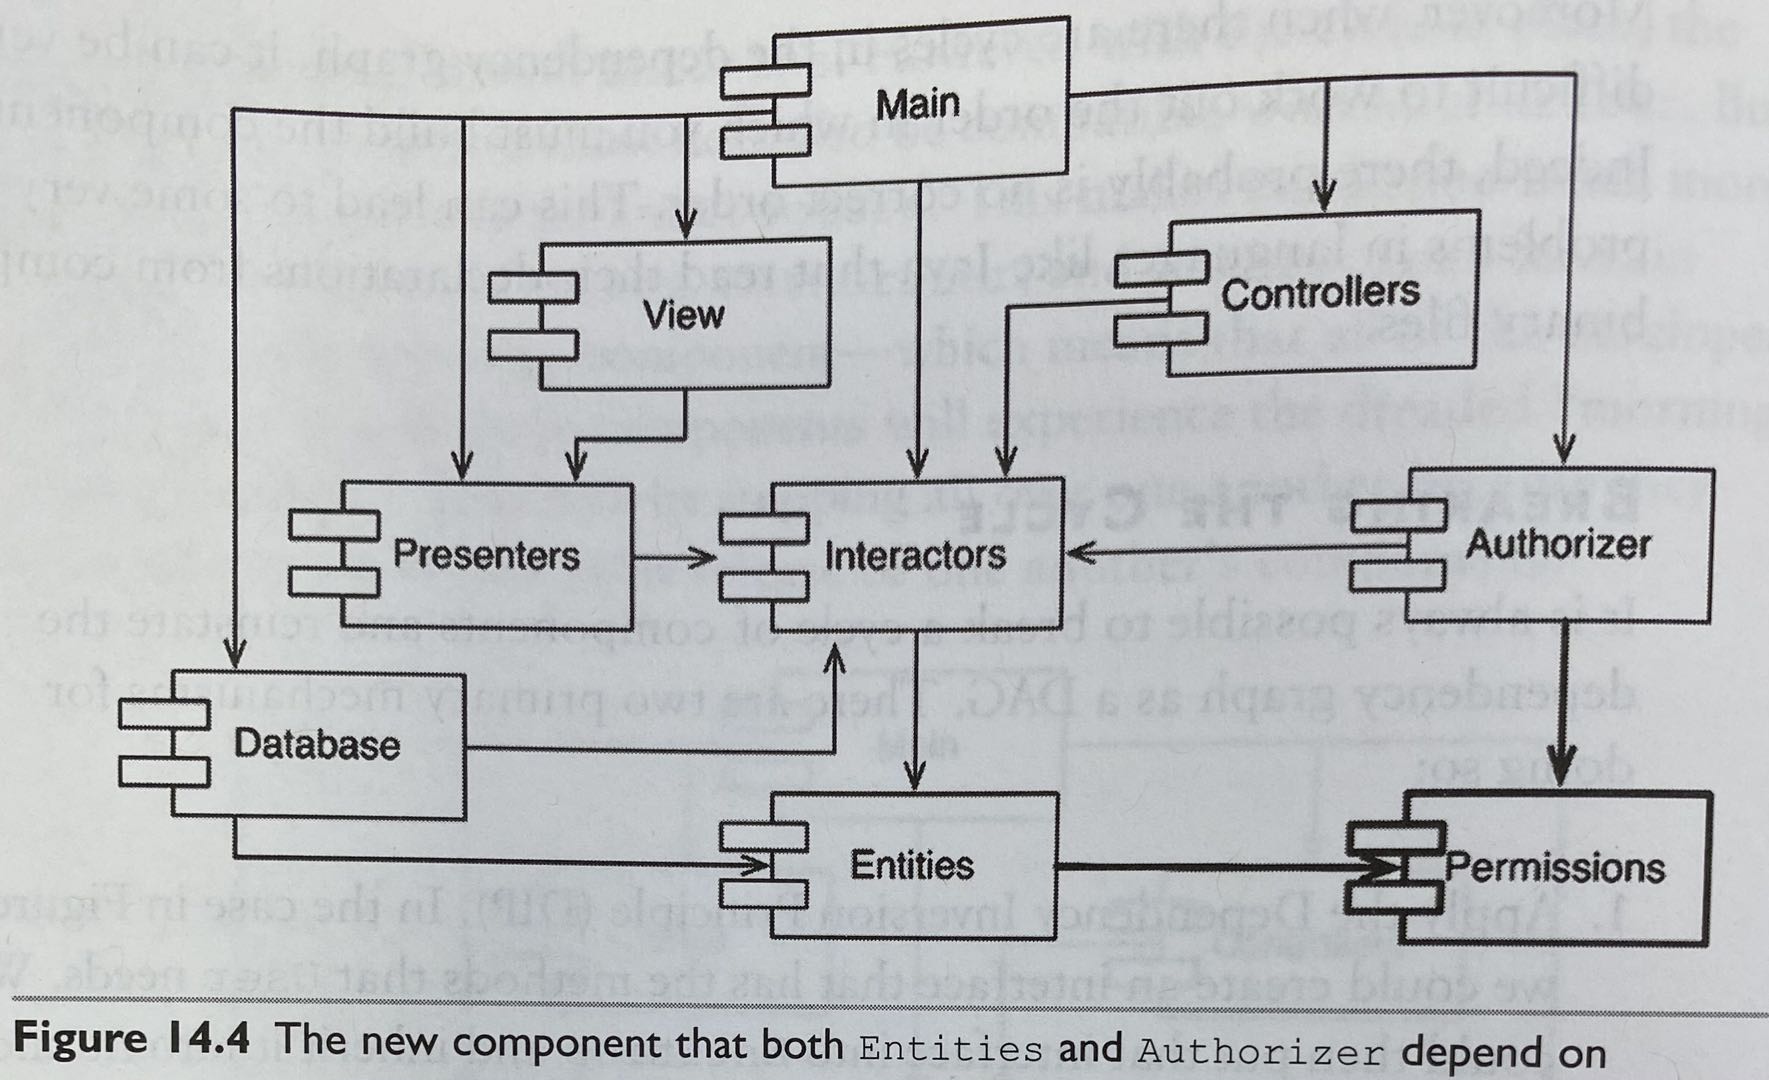 Main
View
Controllers
Presenters
Interactors
Authorizer
Database
Entities
Permissions
Figure 14.4 The new component that both Entities and Authorizer depend on